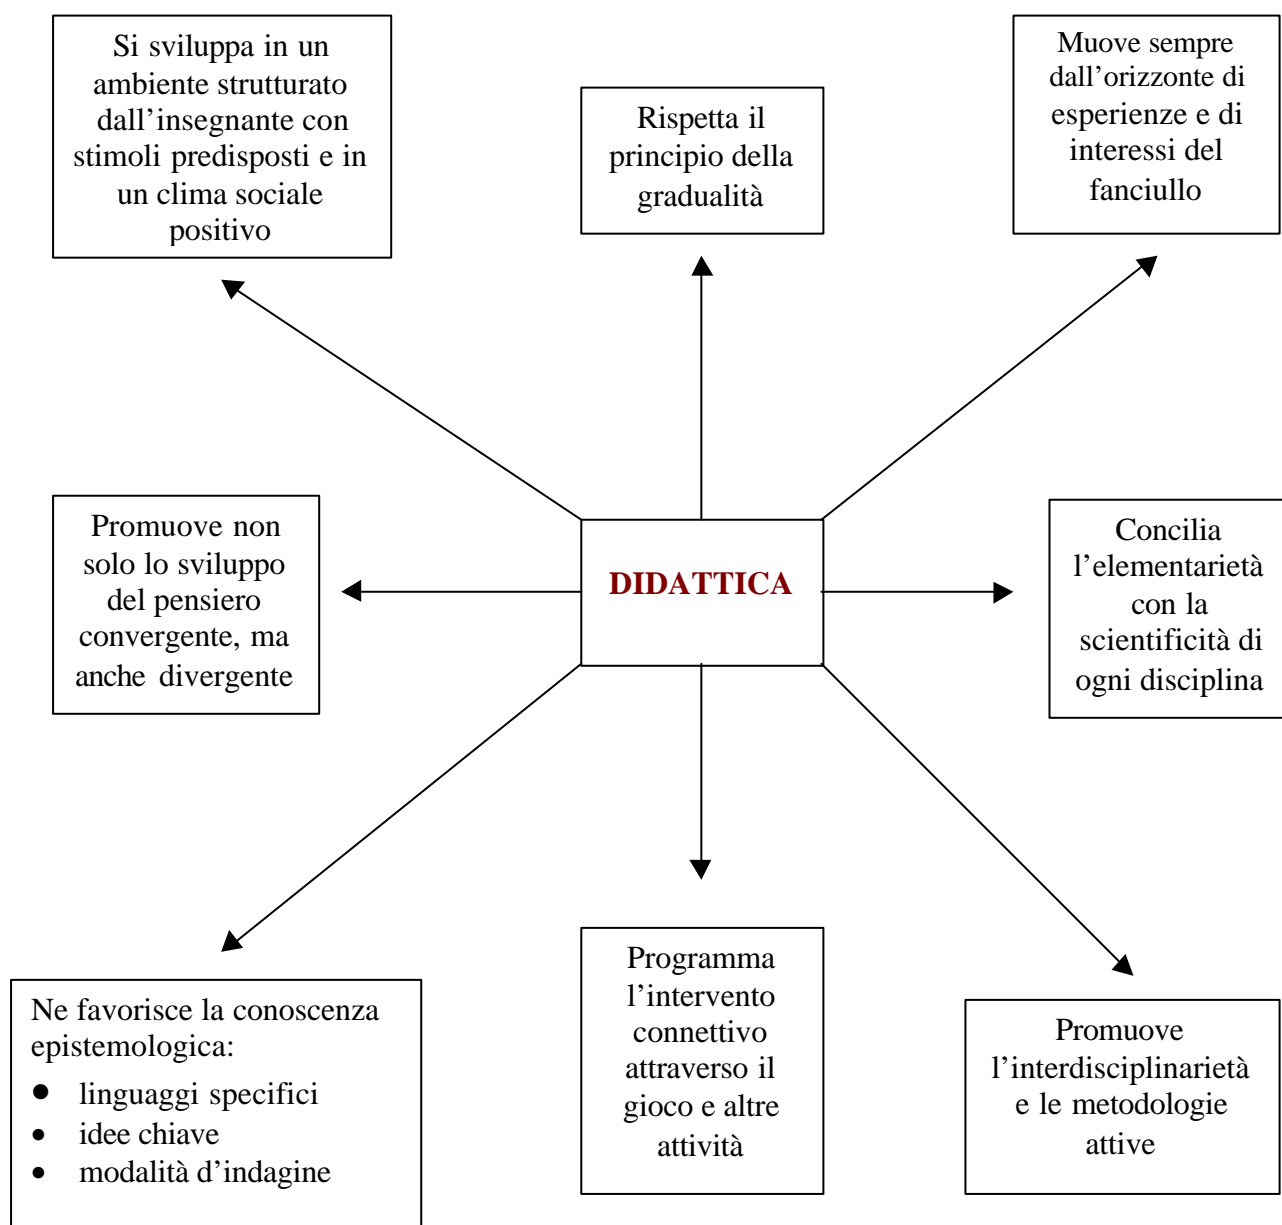 Si sviluppa in un
ambiente strutturato
dall’insegnante con
stimoli predisposti e in
un clima sociale
positivo
Rispetta il
principio della
gradualità
Muove sempre
dall’orizzonte di
esperienze e di
interessi del
fanciullo
Promuove non
solo lo sviluppo
del pensiero
convergente, ma
anche divergente
DIDATTICA
Concilia
l’elementarietà
con la
scientificità di
ogni disciplina
Ne favorisce la conoscenza
epistemologica:
• linguaggi specifici
• idee chiave
• modalità d’indagine
Programma
l’intervento
connettivo
attraverso il
gioco e altre
attività
Promuove
l’interdisciplinarietà
e le metodologie
attive